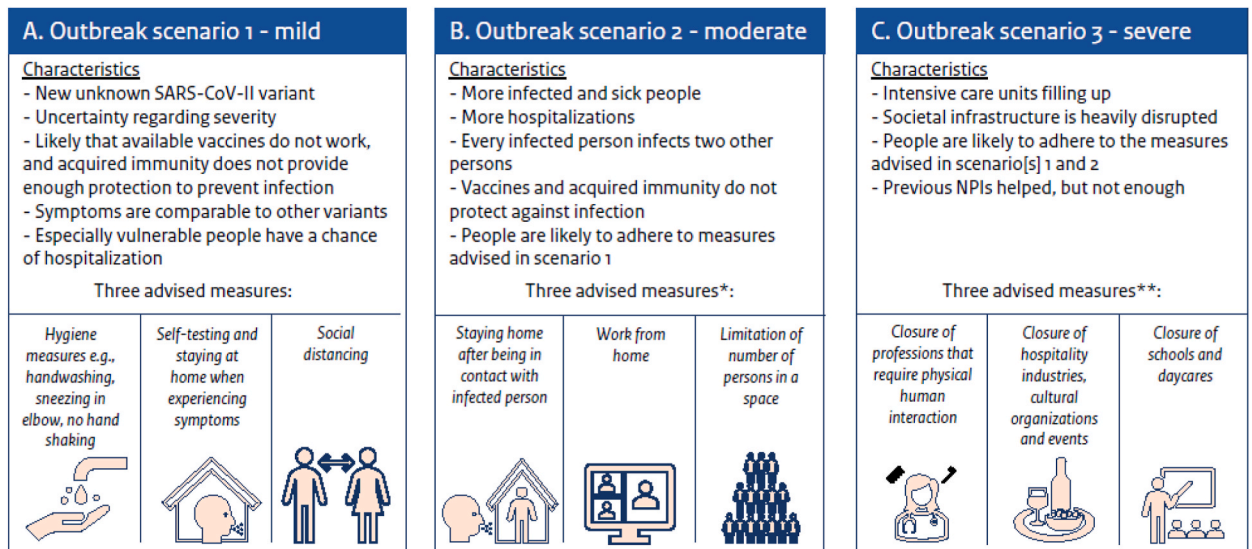 A. Outbreak scenario 1 - mild
Characteristics
- New unknown SARS-CoV-II variant
- Uncertainty regarding severity
- Likely that available vaccines do not work,
and acquired immunity does not provide
enough protection to prevent infection
- Symptoms are comparable to other variants
- Especially vulnerable people have a chance
of hospitalization
Three advised measures:
Hygiene
measures e.g.,
handwashing,
sneezing in
elbow, no hand
shaking
Self-testing and
staying at
home when
experiencing
symptoms
Social
distancing
B. Outbreak scenario 2 - moderate
Characteristics
- More infected and sick people
- More hospitalizations
- Every infected person infects two other
persons
- Vaccines and acquired immunity do not
protect against infection
- People are likely to adhere to measures
advised in scenario 1
Three advised measures*:
Staying home
after being in
contact with
infected person
Work from
home
Limitation of
number of
persons in a
space
C. Outbreak scenario 3 - severe
Characteristics
- Intensive care units filling up
- Societal infrastructure is heavily disrupted
- People are likely to adhere to the measures
advised in scenario[s] 1 and 2
- Previous NPIs helped, but not enough
Three advised measures**:
Closure of
professions that
require physical
human
interaction
Closure of
hospitality
industries,
cultural
organizations
and events
Closure of
schools and
daycares